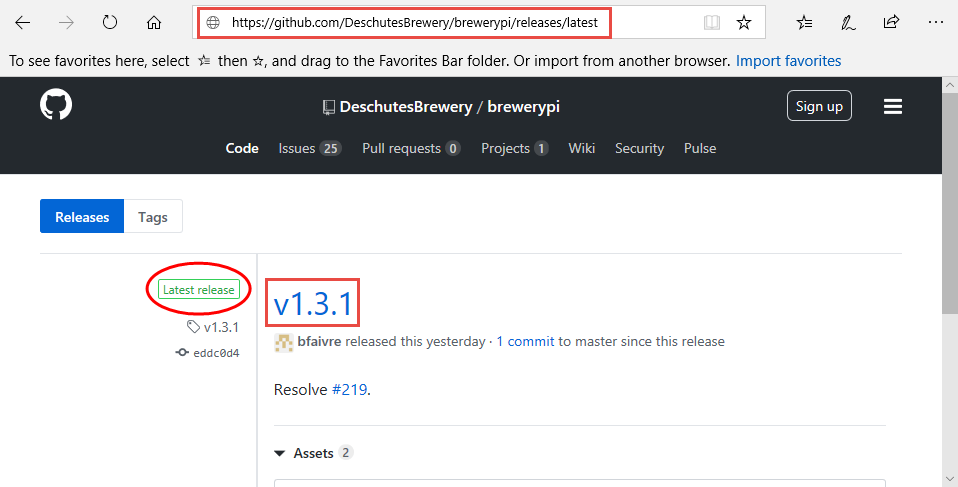 https://github.com/DeschutesBrewery/brewerypi/releases/latest
To see favorites here, select then ☆, and drag to the Favorites Bar folder. Or import from another browser. Import favorites
DeschutesBrewery / brewerypi
Sign up
Code Issues 25 Pull requests 0 Projects 1 Wiki Security Pulse
Releases Tags
Latest release
v1.3.1
v1.3.1
eddc0d4
bfaivre released this yesterday · 1 commit to master since this release
Resolve #219.
Assets 2